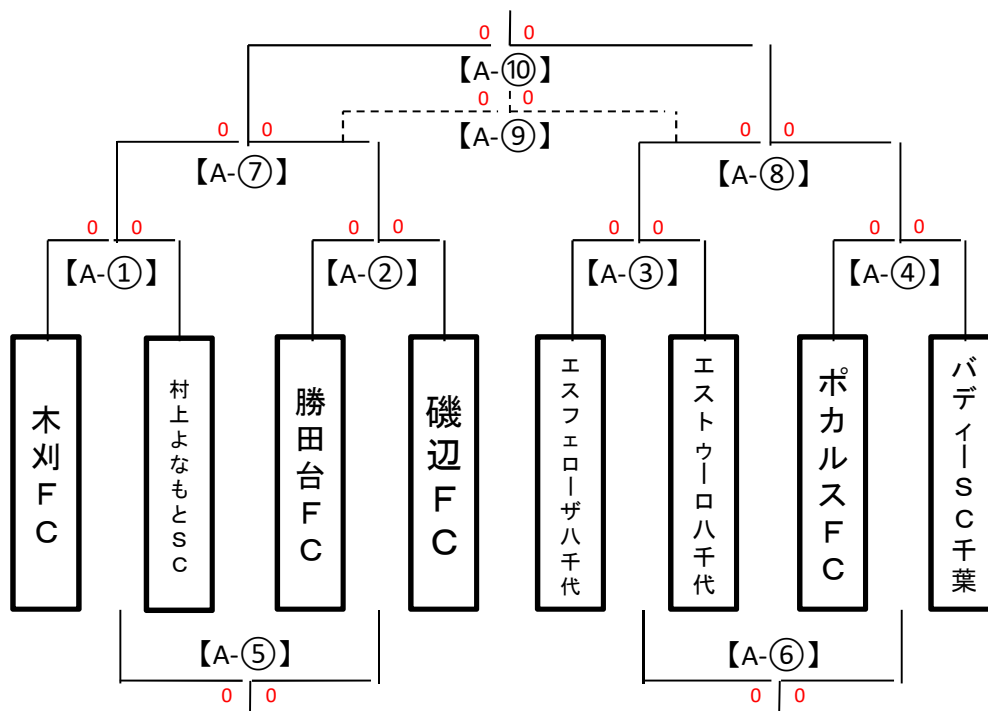 0 0
【A-⑩】
0 0
【A-⑨】
0 0
【A-⑦】
0 0
【A-⑧】
0 0
【A-①】
0 0
【A-②】
0 0
【A-③】
0 0
【A-④】
木刈FC
村上よなもとSC
勝田台FC
磯辺FC
エスフェローザ八千代
エストゥーロ八千代
ポカルスFC
バディーSC千葉
【A-⑤】
0 0
【A-⑥】
0 0